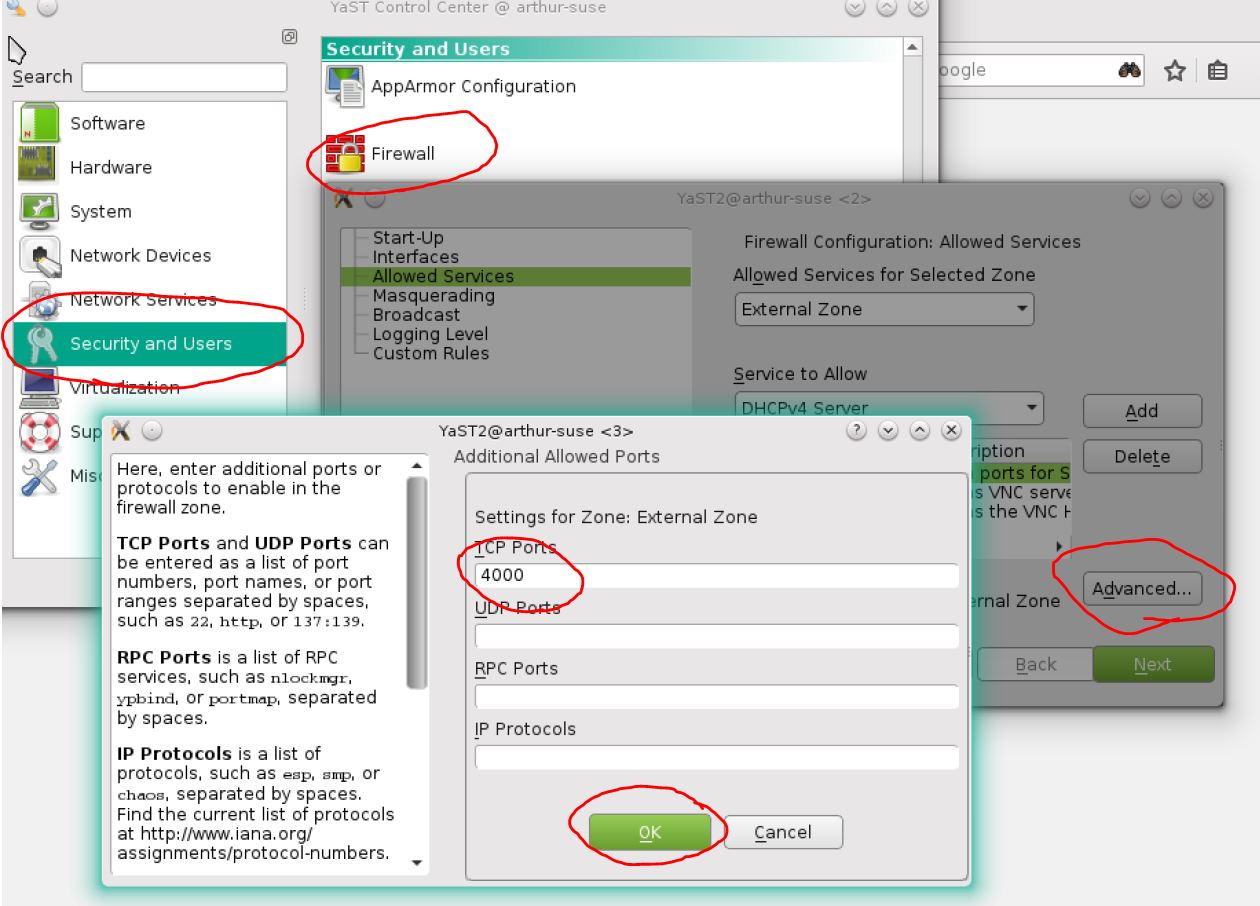 YaST Control Center @ arthur-suse
Search
Software
Hardware
System
Network Devices
Network Services
Security and Users
Virtualization
Sup
Misc
Security and Users
AppArmor Configuration
Firewall
oogle
YaST2@arthur-suse <2>
Start-Up
Interfaces
Allowed Services
Masquerading
Broadcast
Logging Level
Custom Rules
Firewall Configuration: Allowed Services
Allowed Services for Selected Zone
External Zone
Service to Allow
DHCPv4 Server
Add
Delete
ription
ports for S
s VNC serve
s the VNC H
Advanced...
ernal Zone
Back
Next
YaST2@arthur-suse <3>
Here, enter additional ports or
protocols to enable in the
firewall zone.
TCP Ports and UDP Ports can
be entered as a list of port
numbers, port names, or port
ranges separated by spaces,
such as 22, http, or 137:139.
RPC Ports is a list of RPC
services, such as nlockmgr,
ypbind, or portmap, separated
by spaces.
IP Protocols is a list of
protocols, such as esp, smp, or
chaos, separated by spaces.
Find the current list of protocols
at http://www.iana.org/
assignments/protocol-numbers.
Additional Allowed Ports
Settings for Zone: External Zone
TCP Ports
4000
UDP Ports
RPC Ports
IP Protocols
OK
Cancel